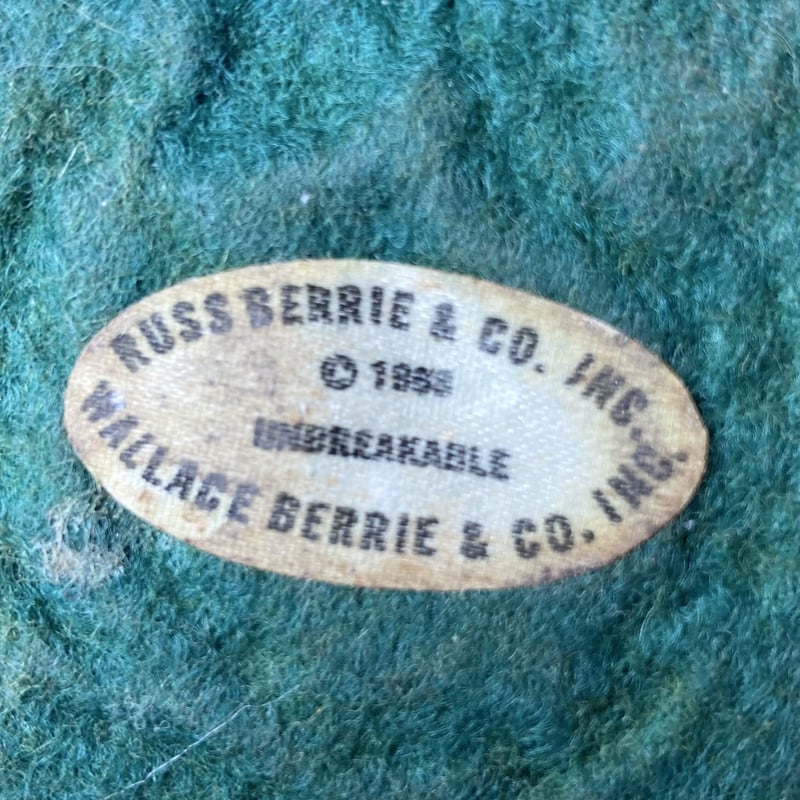 RUSS BERRIE & CO. INC.
©
UNBREAKABLE
WALLACE BERRIE & CO. INC.